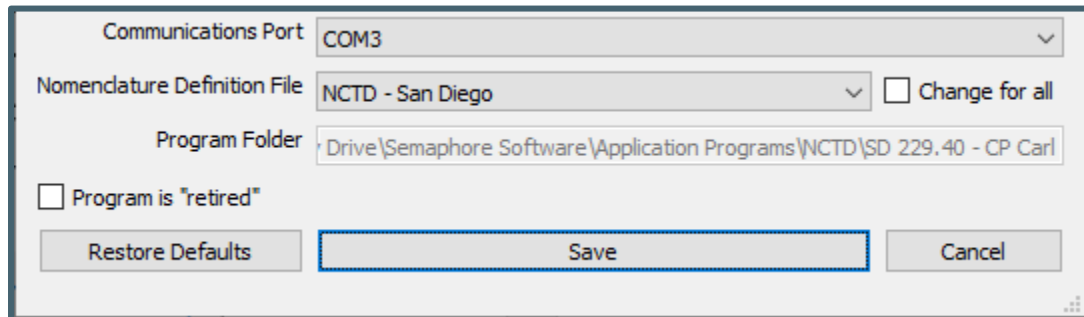 Communications Port COM3
Nomenclature Definition File NCTD - San Diego Change for all
Program Folder Drive\Semaphore Software\Application Programs\NCTD\SD 229.40 - CP Carl
Program is "retired"
Restore Defaults Save Cancel